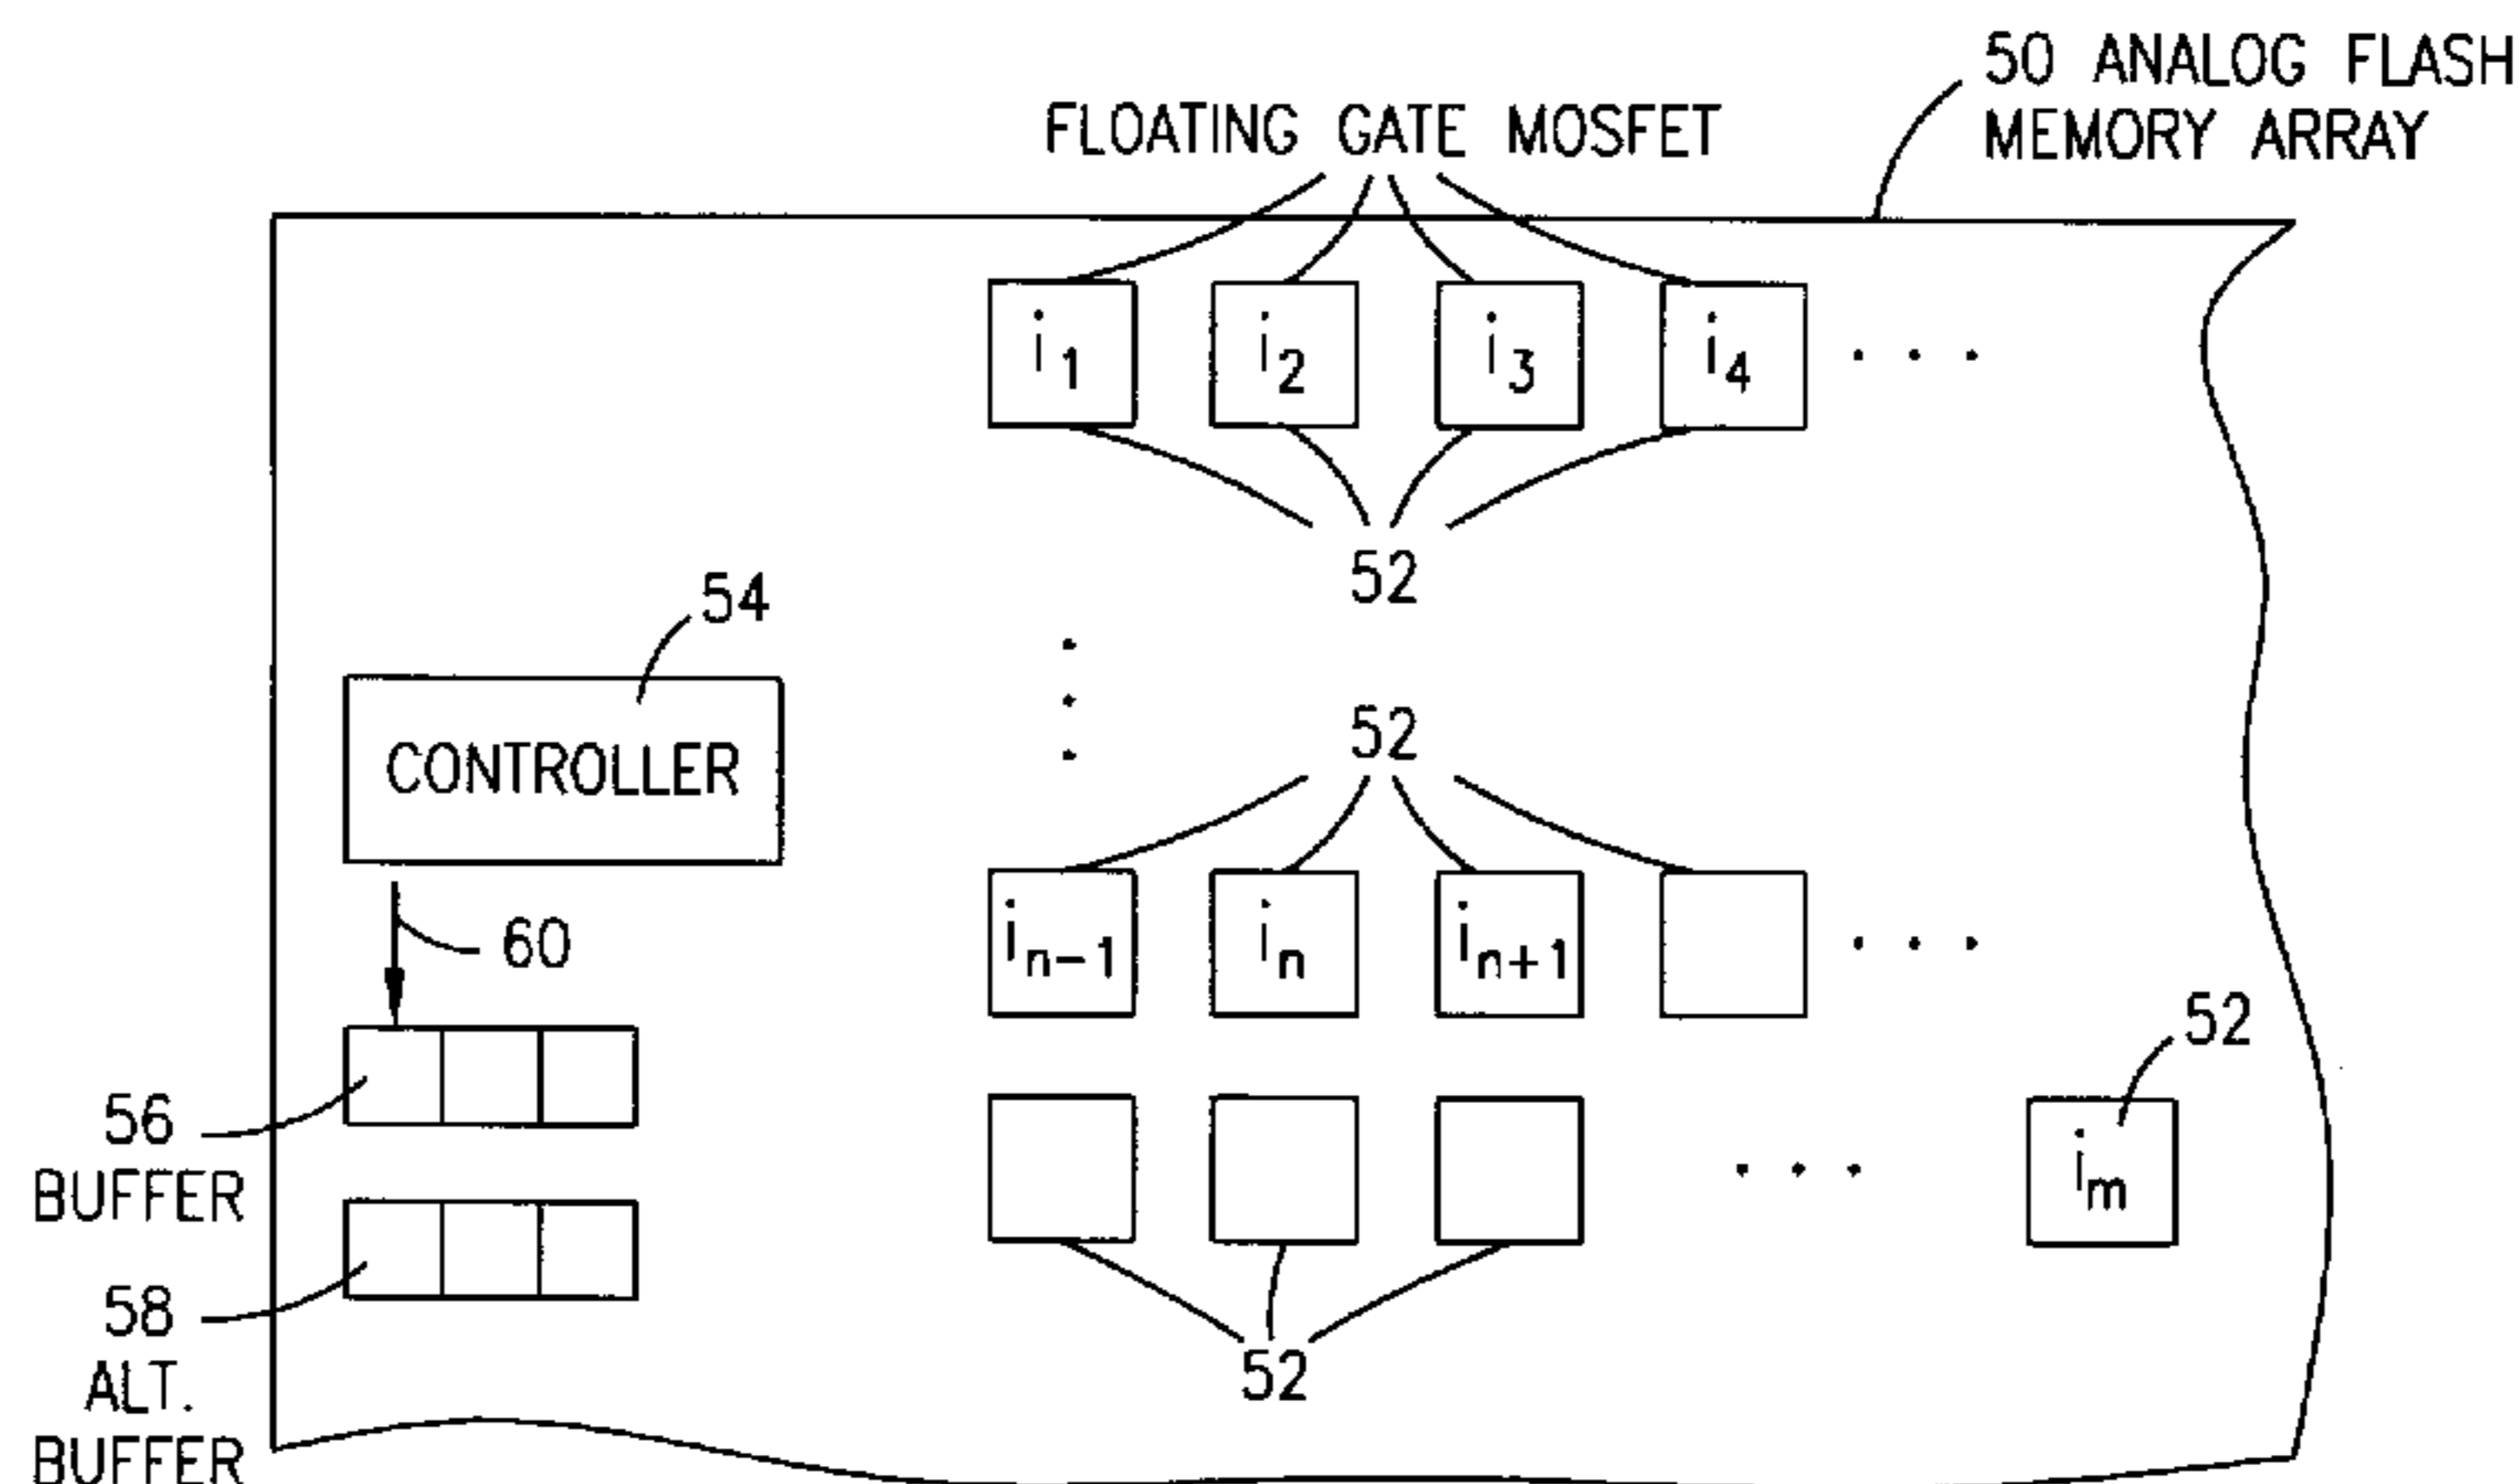 50 ANALOG FLASH
MEMORY ARRAY
FLOATING GATE MOSFET
i1 i2 i3 i4 . . .
52
54
CONTROLLER
52
60
in-1 in in+1 . . .
52
56
BUFFER
. . . im
58
ALT.
BUFFER
52